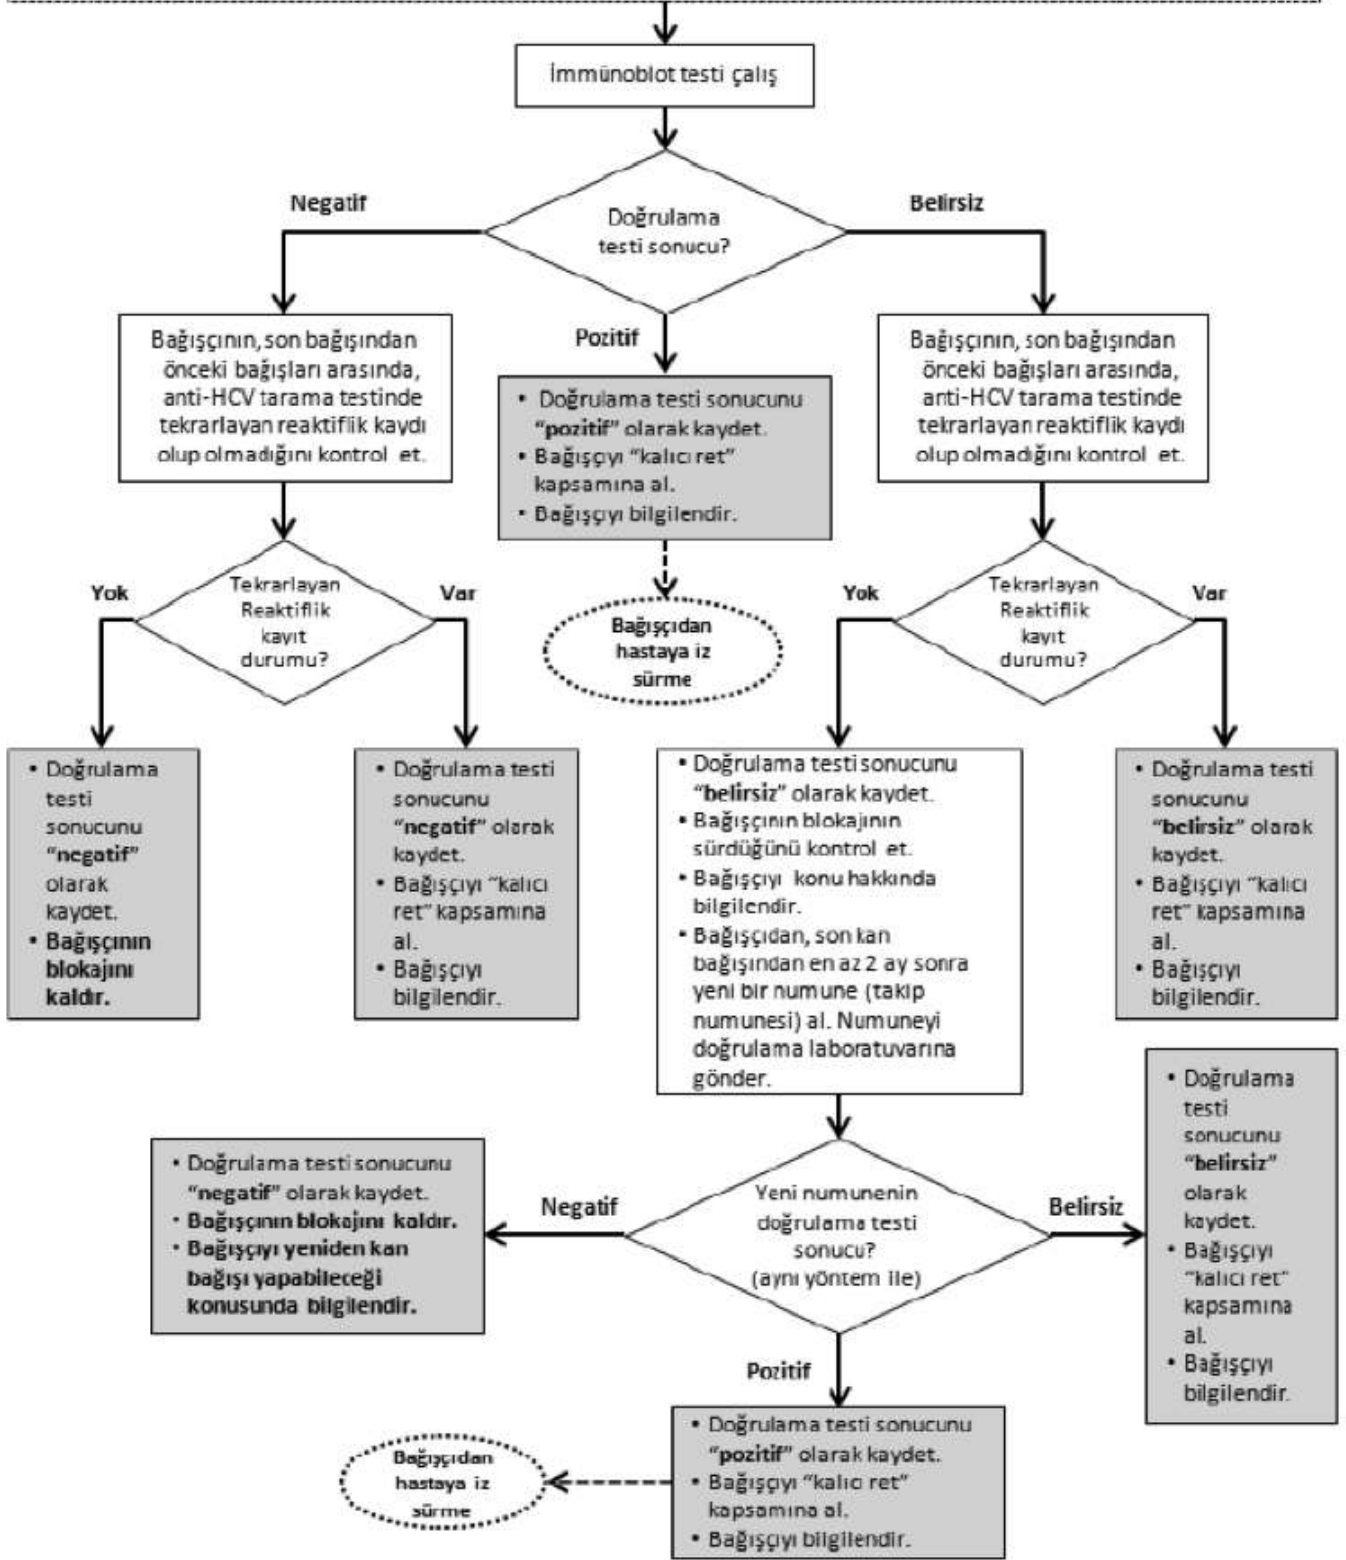 İmmünoblot testi çalış
Doğrulama
testi sonucu?
Negatif
Belirsiz
Pozitif
Bağışçının, son bağışından
önceki bağışları arasında,
anti-HCV tarama testinde
tekrarlayan reaktiflik kaydı
olup olmadığını kontrol et.
• Doğrulama testi sonucunu
“pozitif” olarak kaydet.
• Bağışçıyı “kalıcı ret”
kapsamına al.
• Bağışçıyı bilgilendir.
Bağışçının, son bağışından
önceki bağışları arasında,
anti-HCV tarama testinde
tekrarlayan reaktiflik kaydı
olup olmadığını kontrol et.
Yok
Tekrarlayan
Reaktiflik
kayıt
durumu?
Var
Bağışçıdan
hastaya iz
sürme
Yok
Tekrarlayan
Reaktiflik
kayıt
durumu?
Var
• Doğrulama
testi
sonucunu
“negatif”
olarak
kaydet.
• Bağışçının
blokajını
kaldır.
• Doğrulama testi
sonucunu
“negatif” olarak
kaydet.
• Bağışçıyı “kalıcı
ret” kapsamına
al.
• Bağışçıyı
bilgilendir.
• Doğrulama testi sonucunu
“belirsiz” olarak kaydet.
• Bağışçının blokajının
sürdüğünü kontrol et.
• Bağışçıyı konu hakkında
bilgilendir.
• Bağışçıdan, son kan
bağışından en az 2 ay sonra
yeni bir numune (takip
numunesi) al. Numuneyi
doğrulama laboratuvarına
gönder.
• Doğrulama testi
sonucunu
“belirsiz” olarak
kaydet.
• Bağışçıyı “kalıcı
ret” kapsamına
al.
• Bağışçıyı
bilgilendir.
• Doğrulama testi sonucunu
“negatif” olarak kaydet.
• Bağışçının blokajını kaldır.
• Bağışçıyı yeniden kan
bağışı yapabileceği
konusunda bilgilendir.
Negatif
Yeni numunenin
doğrulama testi
sonucu?
(aynı yöntem ile)
Belirsiz
• Doğrulama
testi
sonucunu
“belirsiz”
olarak
kaydet.
• Bağışçıyı
“kalıcı ret”
kapsamına
al.
• Bağışçıyı
bilgilendir.
Pozitif
Bağışçıdan
hastaya iz
sürme
• Doğrulama testi sonucunu
“pozitif” olarak kaydet.
• Bağışçıyı “kalıcı ret”
kapsamına al.
• Bağışçıyı bilgilendir.